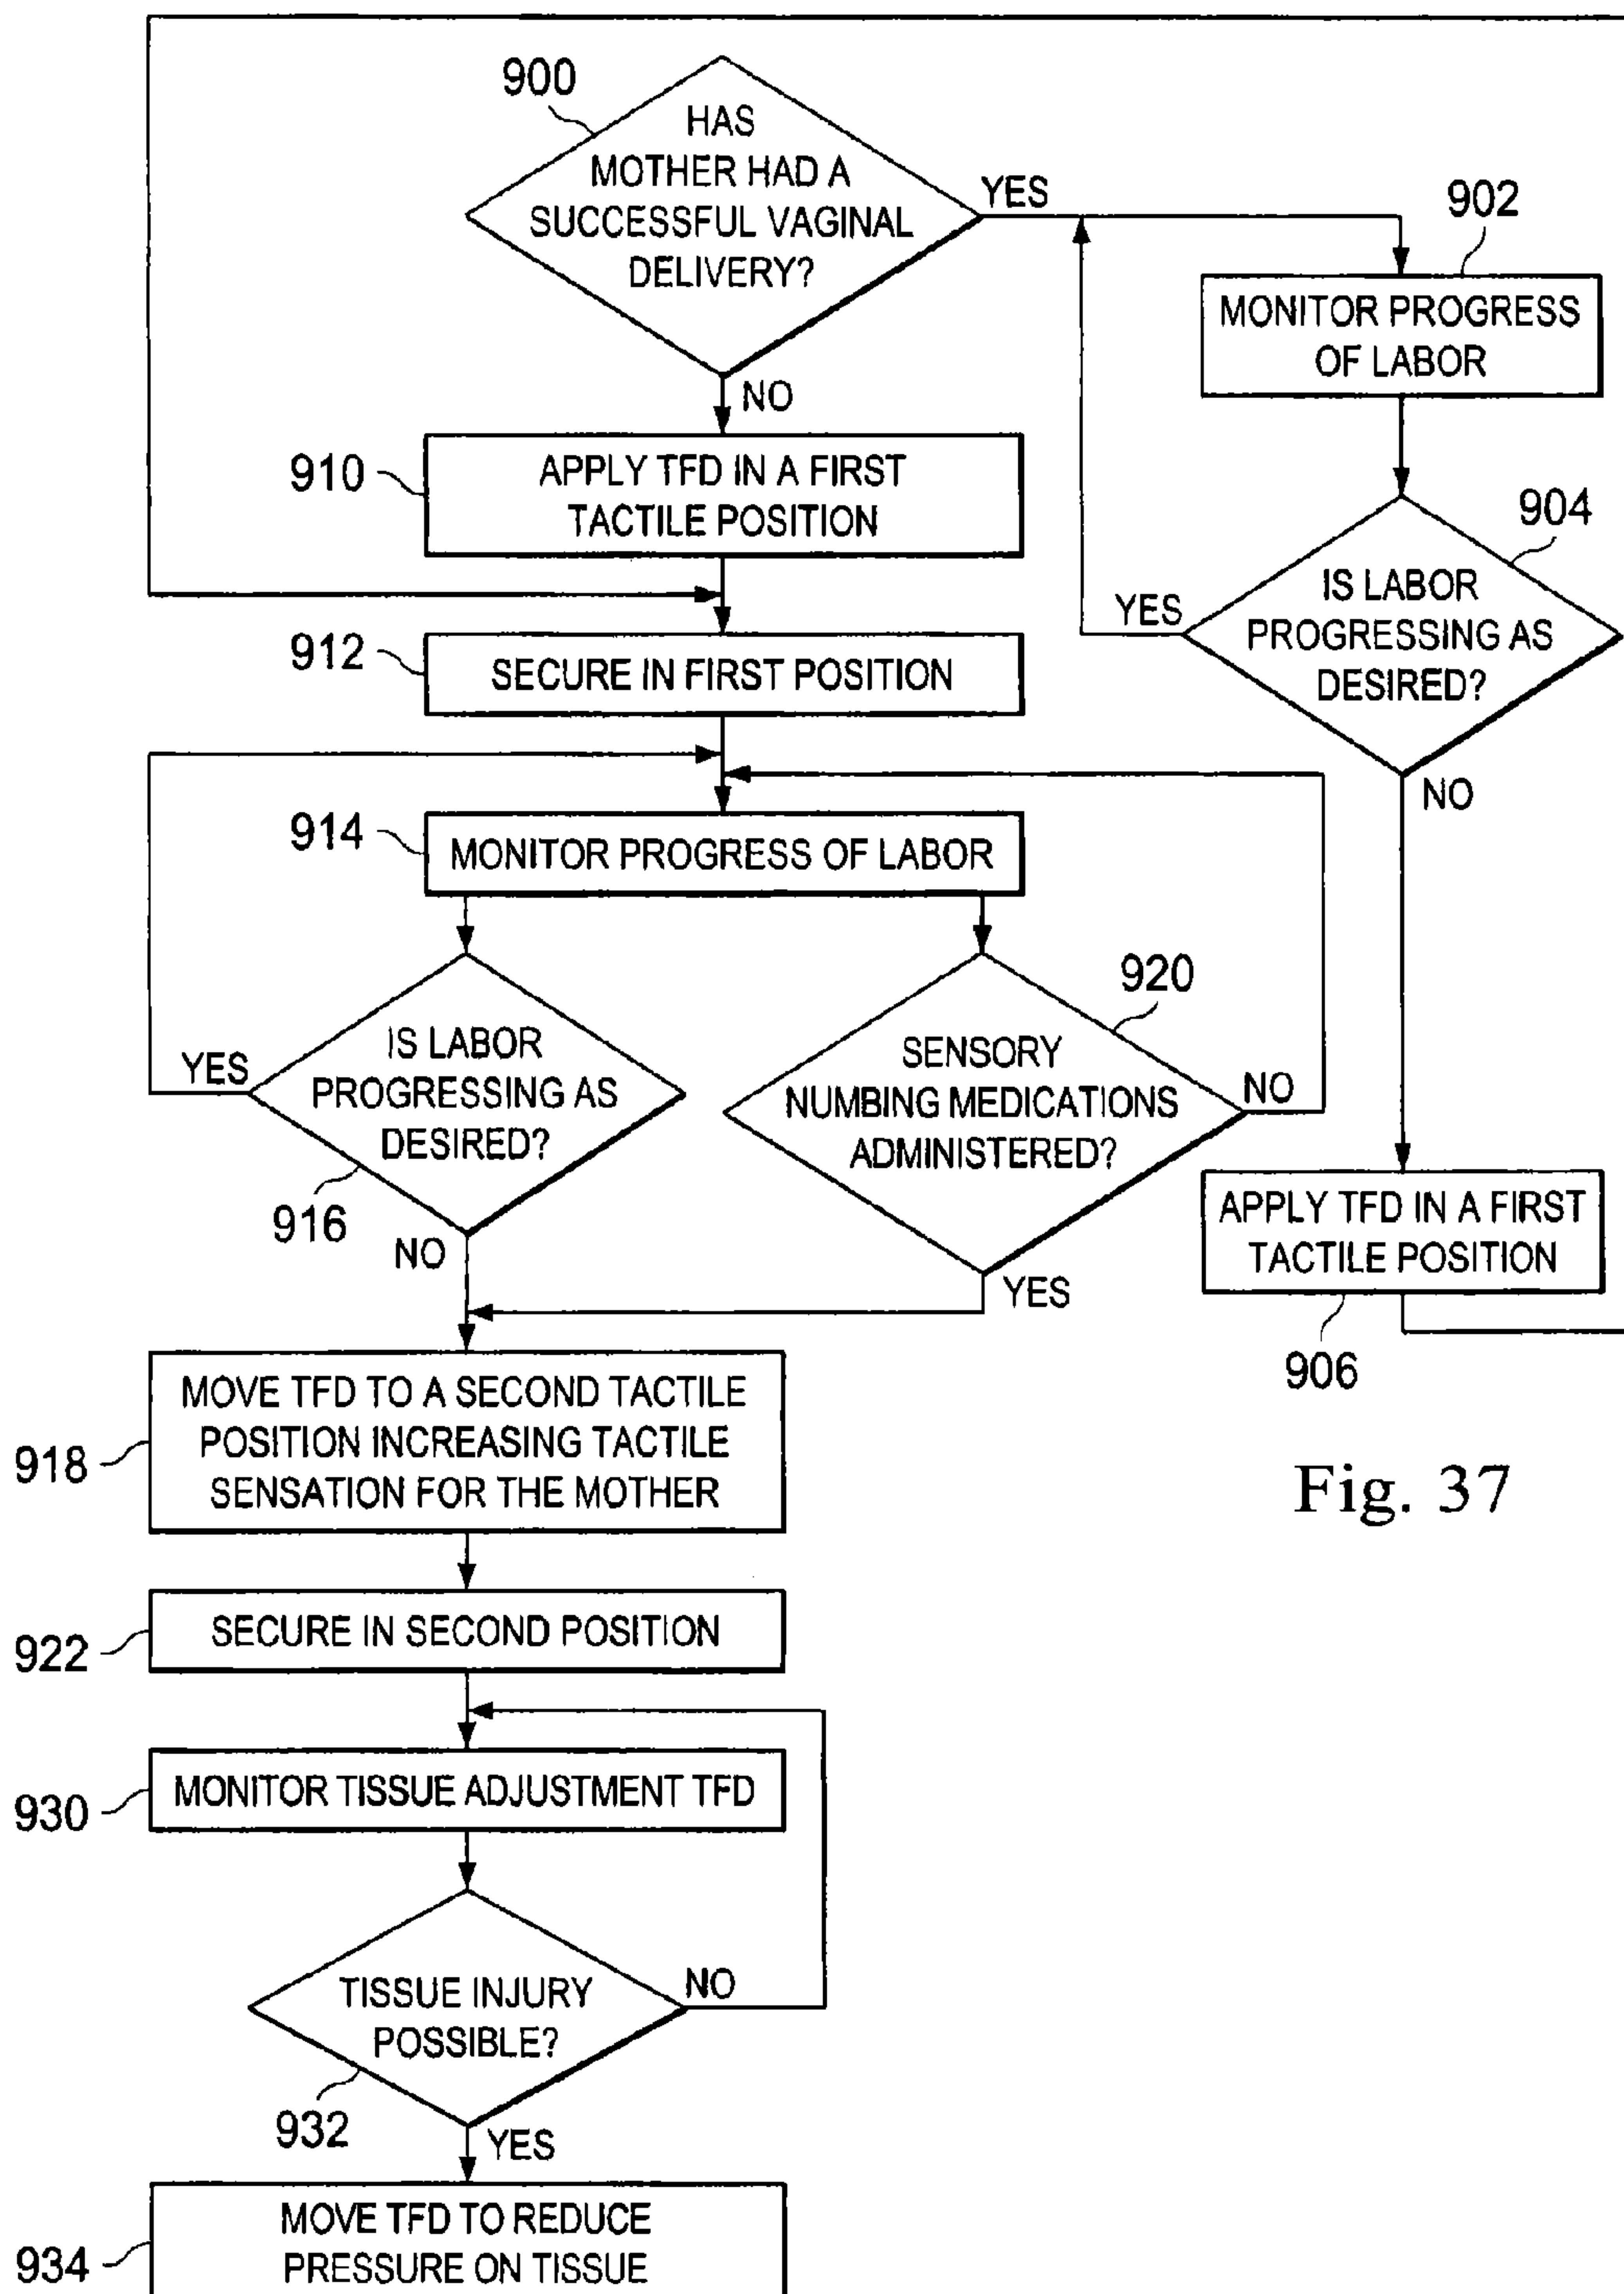 900
HAS
MOTHER HAD A
SUCCESSFUL VAGINAL
DELIVERY?
YES
NO
902
MONITOR PROGRESS
OF LABOR
904
IS LABOR
PROGRESSING AS
DESIRED?
YES
NO
910
APPLY TFD IN A FIRST
TACTILE POSITION
912
SECURE IN FIRST POSITION
914
MONITOR PROGRESS OF LABOR
IS LABOR
PROGRESSING AS
DESIRED?
YES
916
NO
920
SENSORY
NUMBING MEDICATIONS
ADMINISTERED?
NO
YES
APPLY TFD IN A FIRST
TACTILE POSITION
906
918
MOVE TFD TO A SECOND TACTILE
POSITION INCREASING TACTILE
SENSATION FOR THE MOTHER
Fig. 37
922
SECURE IN SECOND POSITION
930
MONITOR TISSUE ADJUSTMENT TFD
TISSUE INJURY
POSSIBLE?
NO
932
YES
934
MOVE TFD TO REDUCE
PRESSURE ON TISSUE